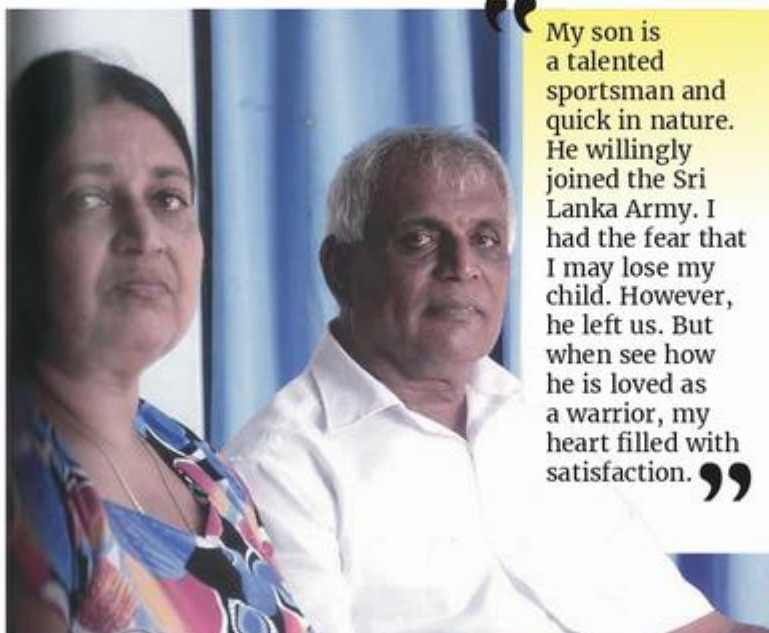 “ My son is
a talented
sportsman and
quick in nature.
He willingly
joined the Sri
Lanka Army. I
had the fear that
I may lose my
child. However,
he left us. But
when see how
he is loved as
a warrior, my
heart filled with
satisfaction. ”